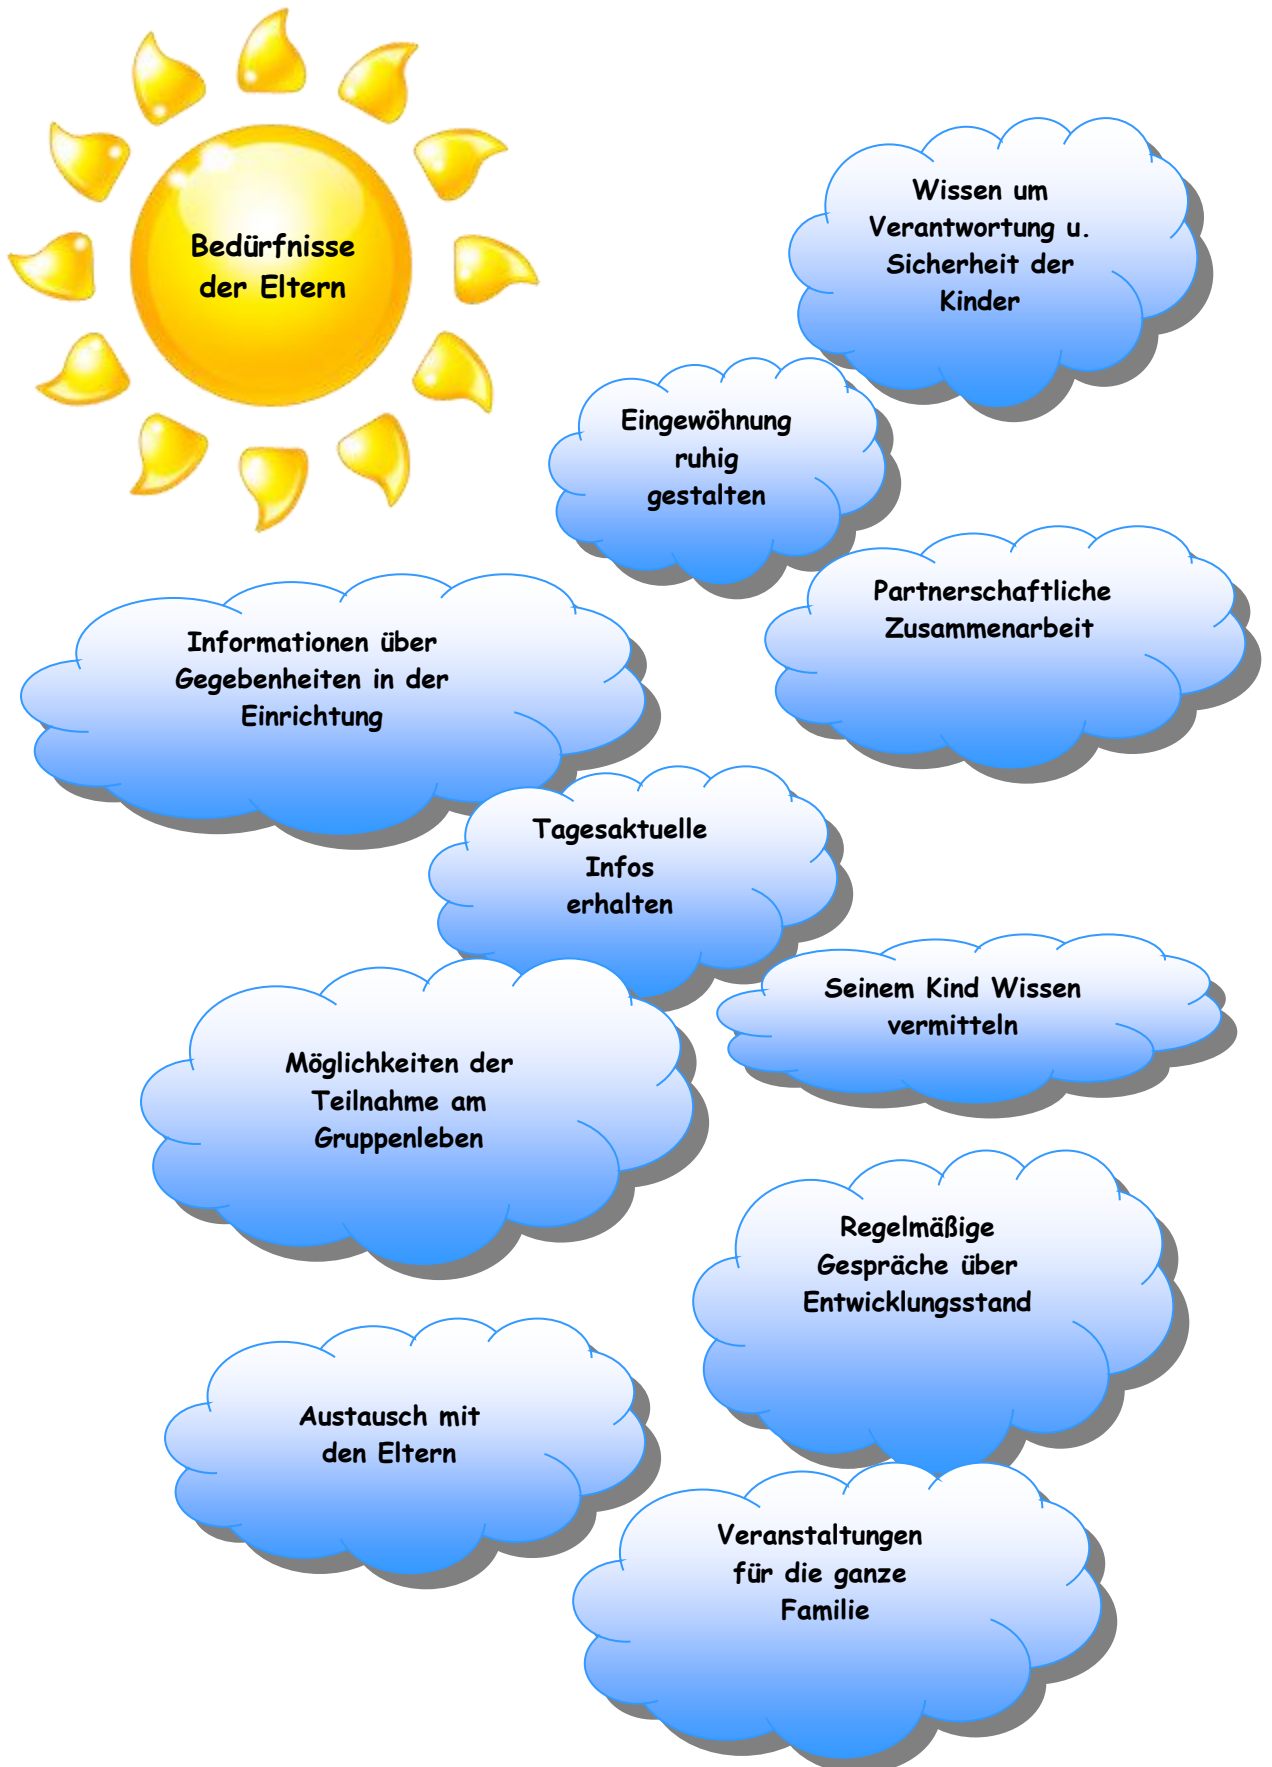 Bedürfnisse
der Eltern
Wissen um
Verantwortung u.
Sicherheit der
Kinder
Eingewöhnung
ruhig
gestalten
Partnerschaftliche
Zusammenarbeit
Informationen über
Gegebenheiten in der
Einrichtung
Tagesaktuelle
Infos
erhalten
Seinem Kind Wissen
vermitteln
Möglichkeiten der
Teilnahme am
Gruppenleben
Regelmäßige
Gespräche über
Entwicklungsstand
Austausch mit
den Eltern
Veranstaltungen
für die ganze
Familie